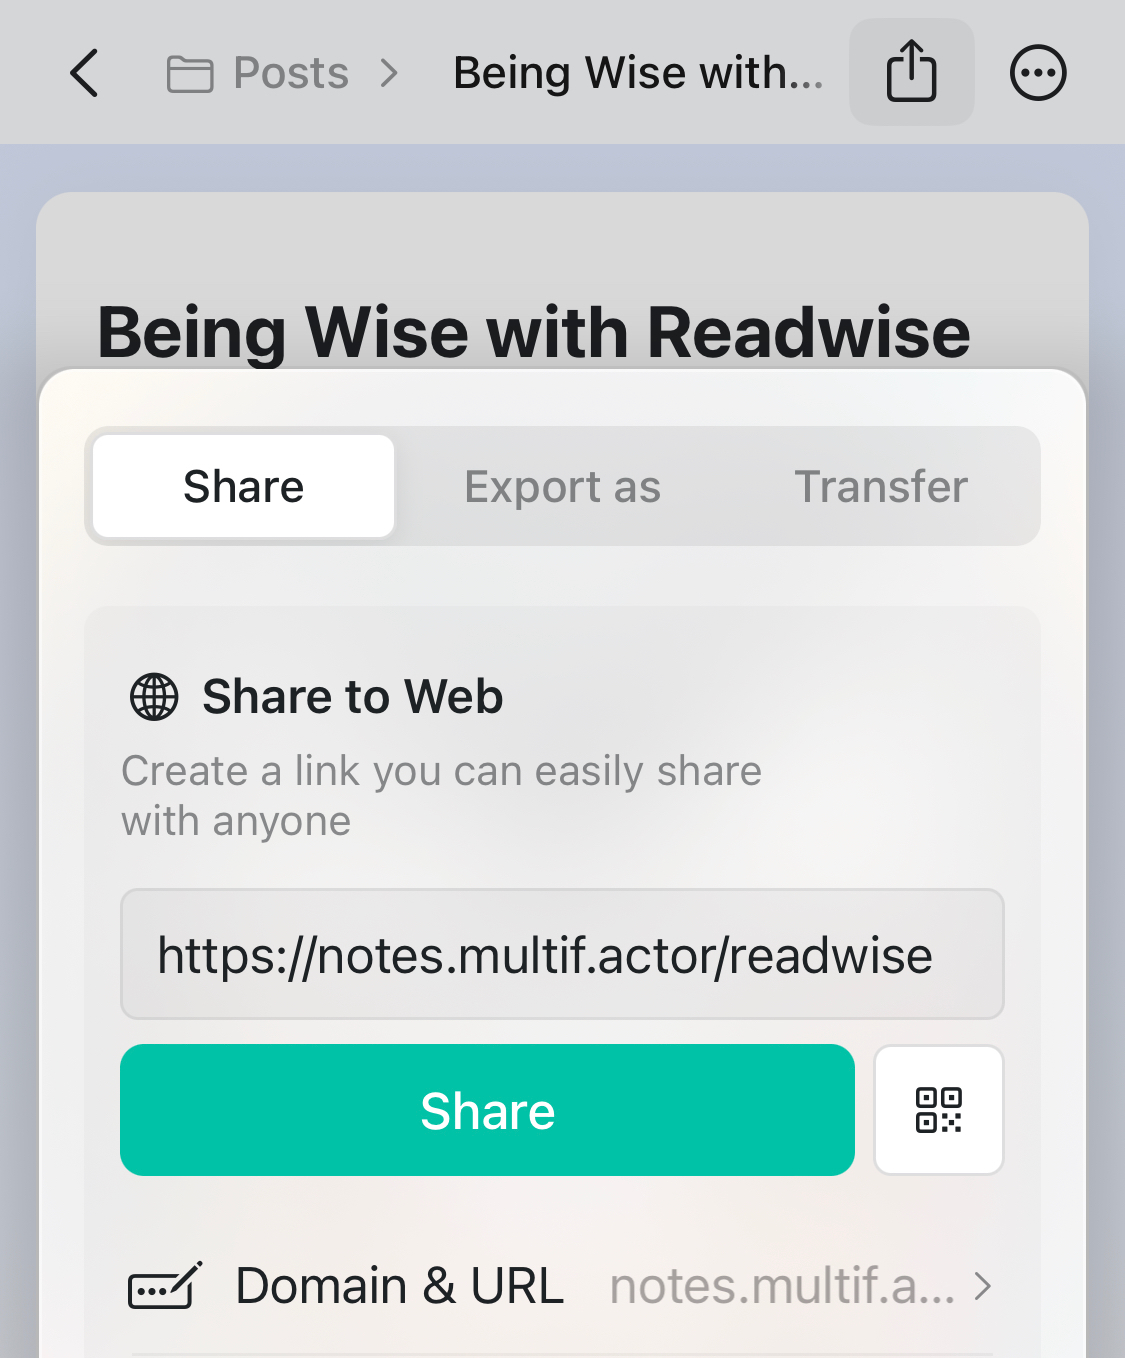 Posts
Being Wise with...
Being Wise with Readwise
Share
Export as
Transfer
Share to Web
Create a link you can easily share
with anyone
https://notes.multif.actor/readwise
Share
Domain & URL notes.multif.a...